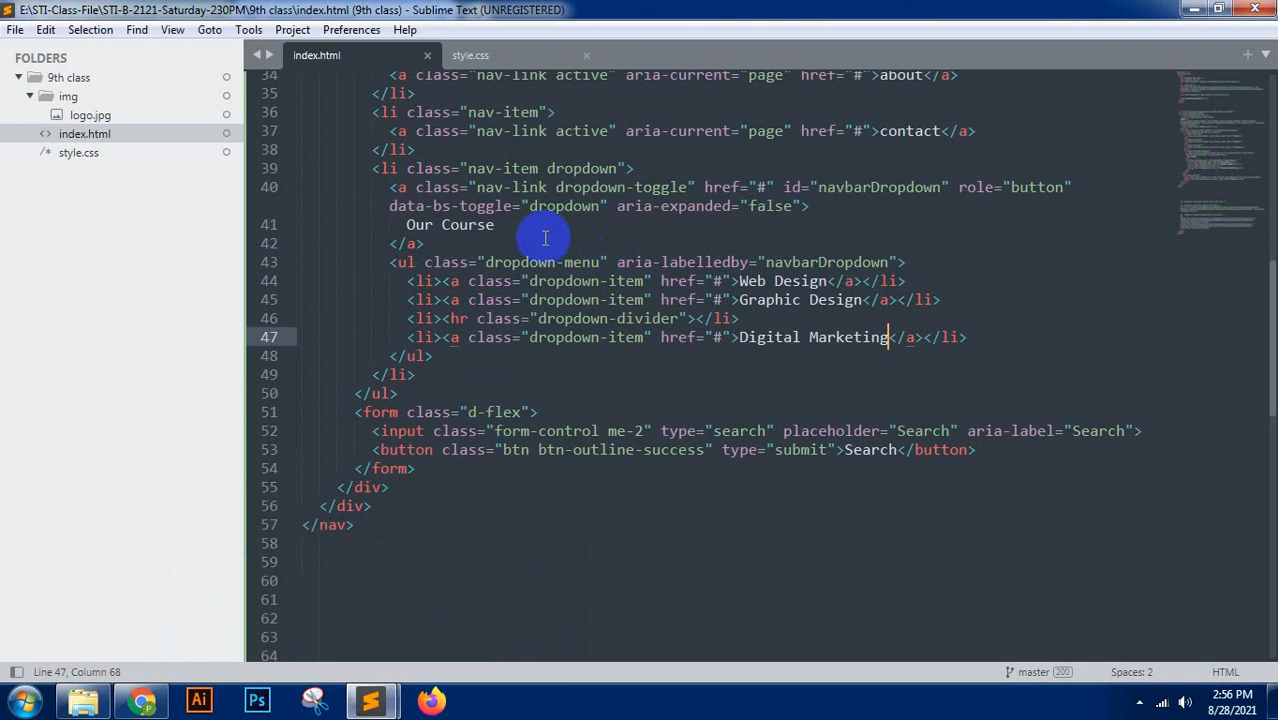 E:\STI-Class-File\STI-B-2121-Saturday-230PM\9th class\index.html (9th class) - Sublime Text (UNREGISTERED)
File Edit Selection Find View Goto Tools Project Preferences Help
FOLDERS
9th class
img
logo.jpg
index.html
style.css
index.html
style.css
34 <a class="nav-link active" aria-current="page" href="#">about</a>
35 </li>
36 <li class="nav-item">
37 <a class="nav-link active" aria-current="page" href="#">contact</a>
38 </li>
39 <li class="nav-item dropdown">
40 <a class="nav-link dropdown-toggle" href="#" id="navbarDropdown" role="button"
data-bs-toggle="dropdown" aria-expanded="false">
41 Our Course
42 </a>
43 <ul class="dropdown-menu" aria-labelledby="navbarDropdown">
44 <li><a class="dropdown-item" href="#">Web Design</a></li>
45 <li><a class="dropdown-item" href="#">Graphic Design</a></li>
46 <li><hr class="dropdown-divider"></li>
47 <li><a class="dropdown-item" href="#">Digital Marketing</a></li>
48 </ul>
49 </li>
50 </ul>
51 <form class="d-flex">
52 <input class="form-control me-2" type="search" placeholder="Search" aria-label="Search">
53 <button class="btn btn-outline-success" type="submit">Search</button>
54 </form>
55 </div>
56 </div>
57 </nav>
58
59
60
61
62
63
64
Line 47, Column 68
master 200
Spaces: 2
HTML
Ai
Ps
2:56 PM
8/28/2021